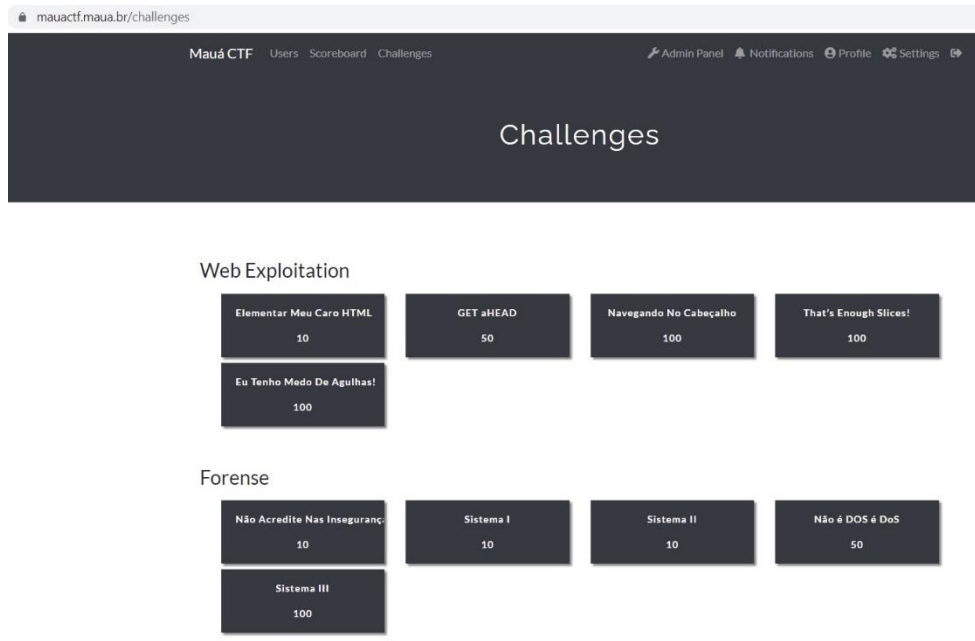 mauactf.maua.br/challenges
Mauá CTF Users Scoreboard Challenges Admin Panel Notifications Profile Settings
Challenges
Web Exploitation
Elementar Meu Caro HTML
10
GET aHEAD
50
Navegando No Cabeçalho
100
That's Enough Slices!
100
Eu Tenho Medo De Agulhas!
100
Forense
Não Acredite Nas Inseguranç
10
Sistema I
10
Sistema II
10
Não é DOS é DoS
50
Sistema III
100